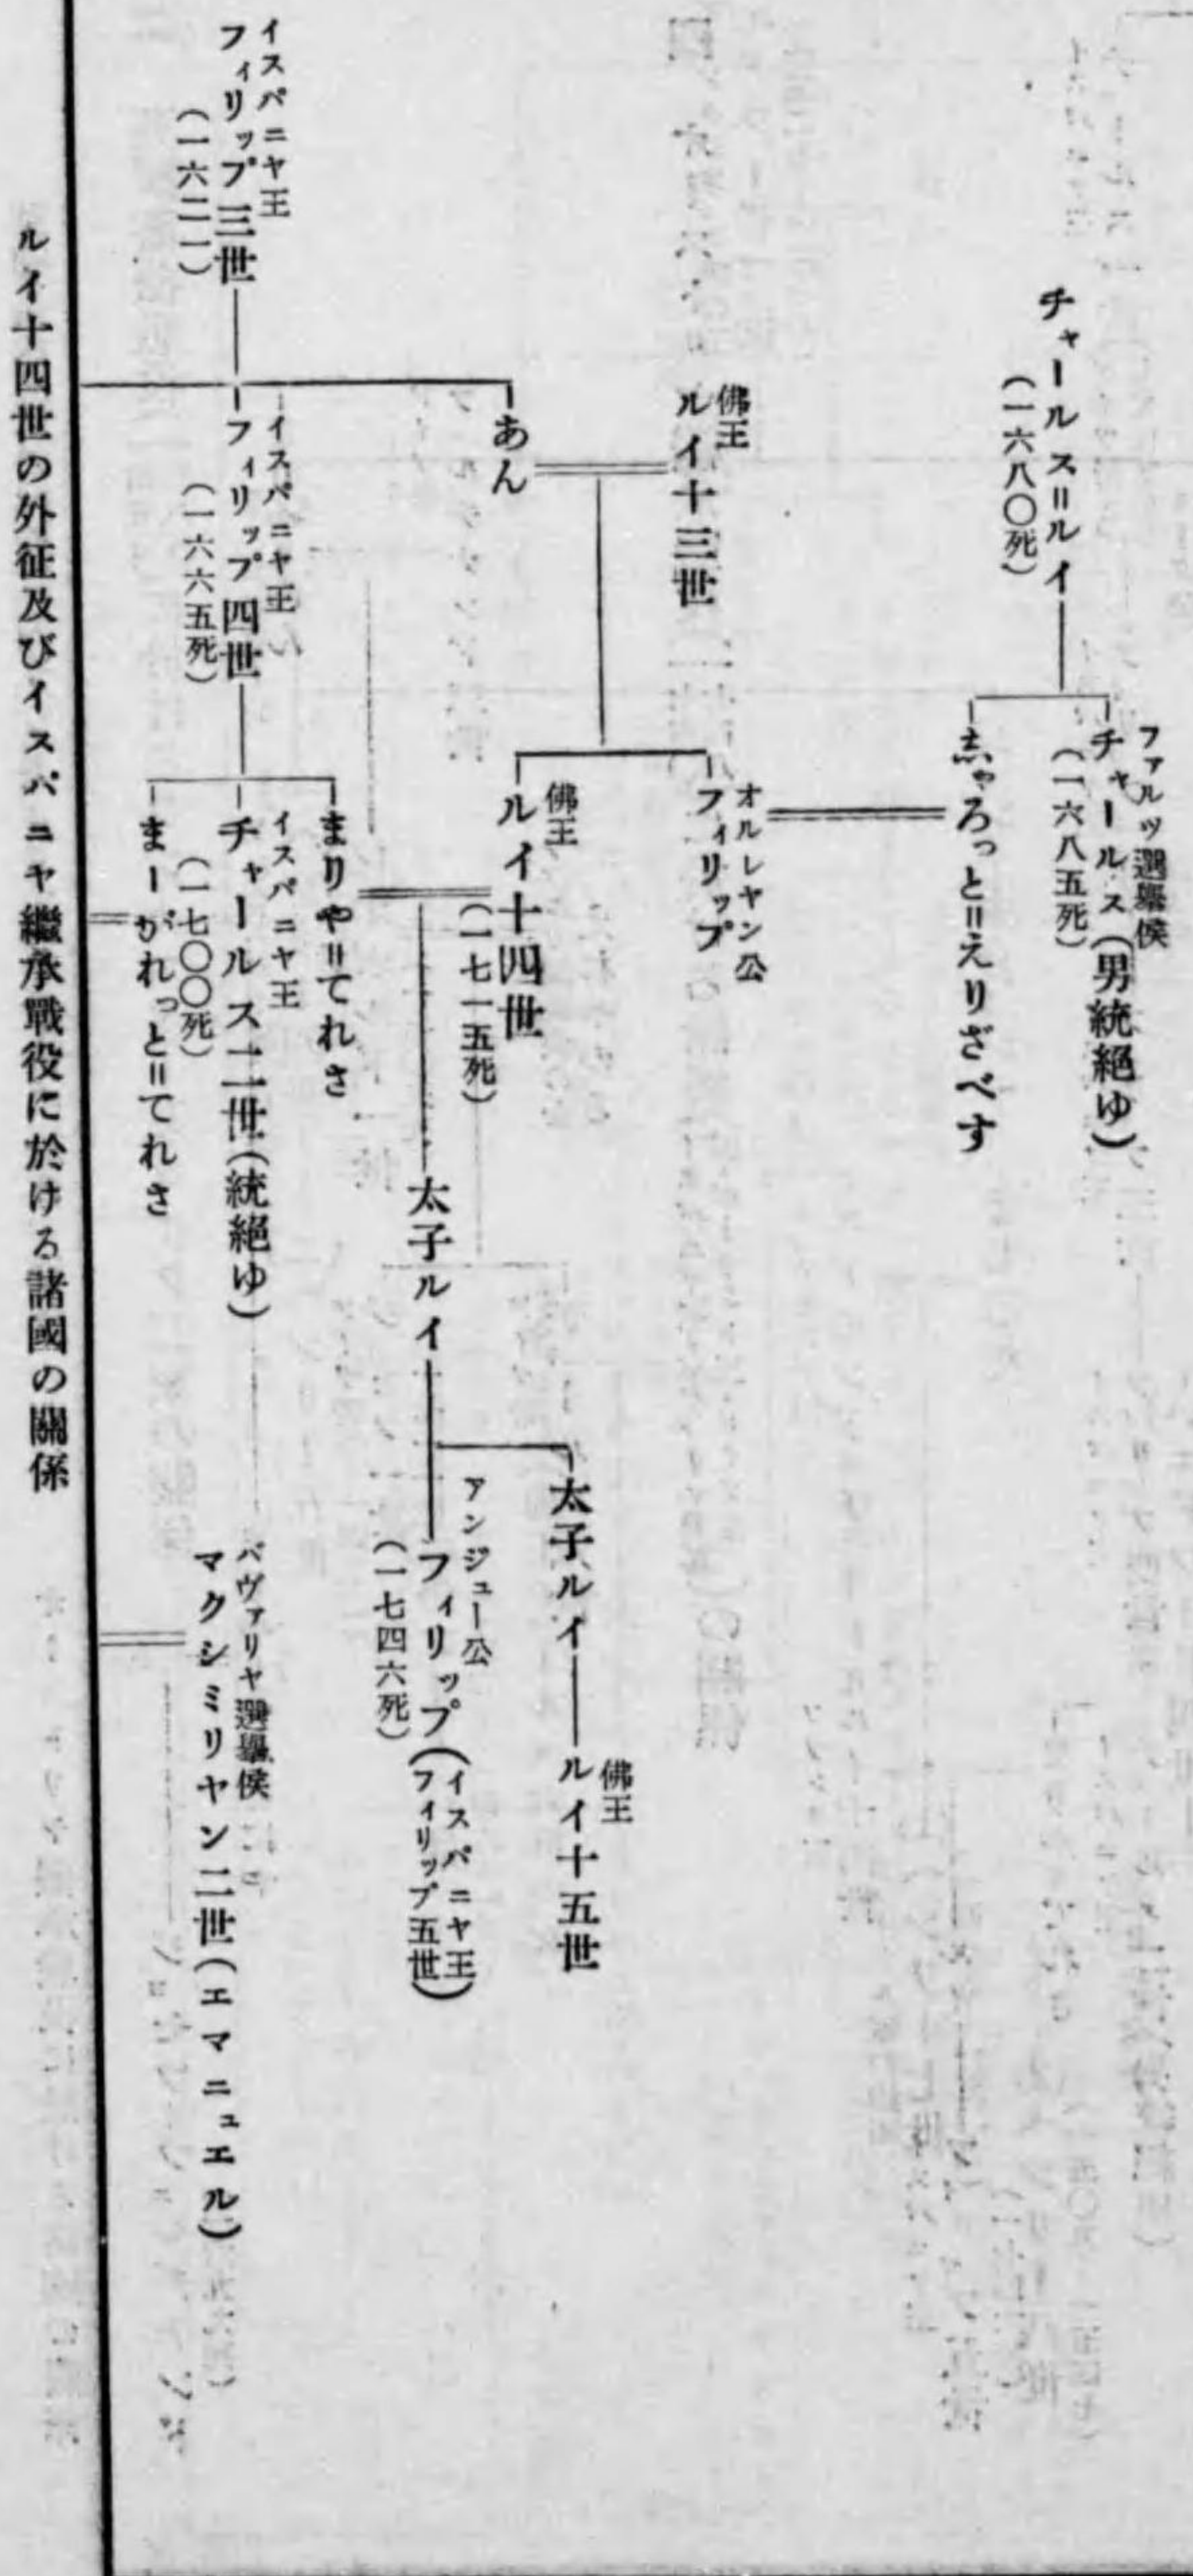 チャールス=ルイ
(一六八〇死)
ファルツ選擧侯
チャールス(男統絕ゆ)
(一六八五死)
志ゃろっと=えりざべす
佛王
ルイ十三世
オルレヤン公
フィリップ
あん
佛王
ルイ十四世
(一七一五死)
太子ルイ
太子ルイ
佛王
ルイ十五世
アンジュー公
フィリップ(イスパニヤ王
フィリップ五世)
(一七四六死)
イスパニヤ王
フィリップ三世
(一六二一)
イスパニヤ王
フィリップ四世
(一六六五死)
まりや=てれさ
イスパニヤ王
チャールス二世(統絕ゆ)
(一七〇〇死)
まーがれっと=てれさ
バヴァリヤ選擧侯
マクシミリヤン二世(エマニュエル)
ルイ十四世の外征及びイスパニヤ繼承戰役に於ける諸國の關係